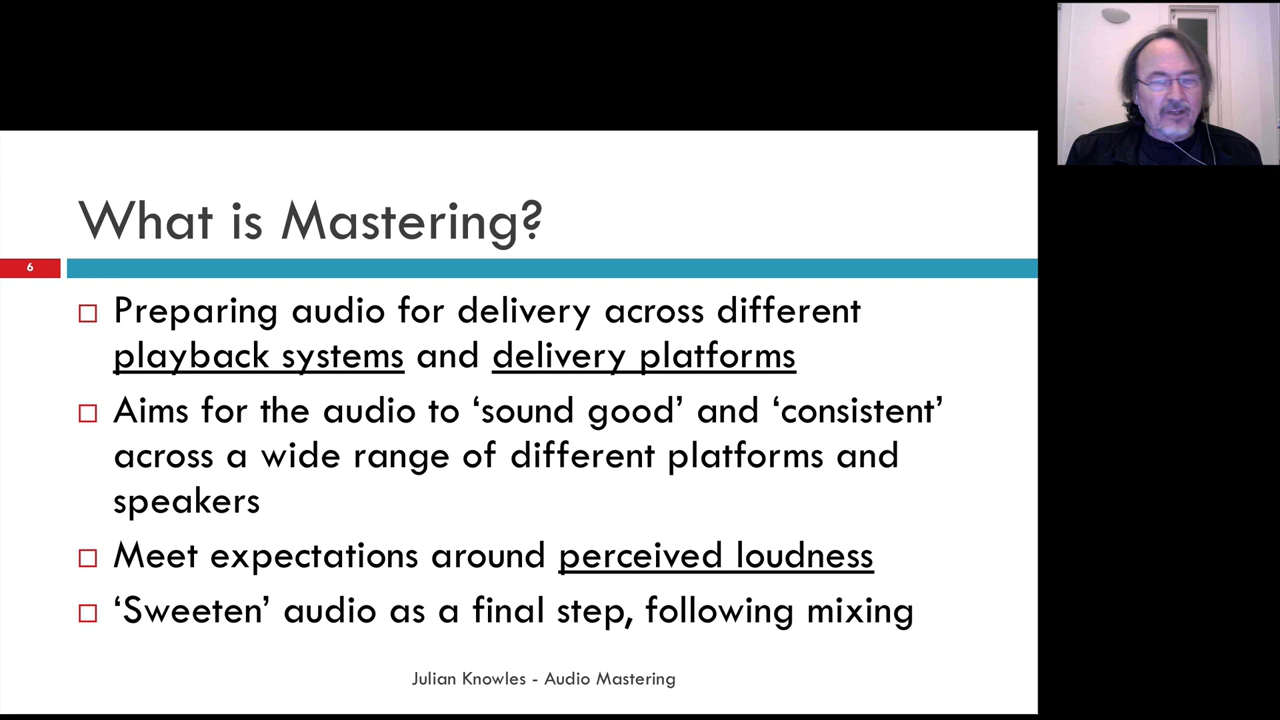 What is Mastering?
6
Preparing audio for delivery across different
playback systems and delivery platforms
Aims for the audio to ‘sound good’ and ‘consistent’
across a wide range of different platforms and
speakers
Meet expectations around perceived loudness
‘Sweeten’ audio as a final step, following mixing
Julian Knowles - Audio Mastering